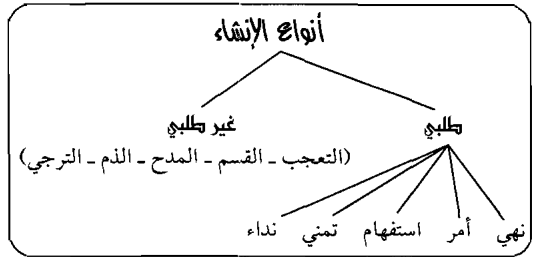 أنواع الإنشاء
طلبي غير طلبي
(التعجب - القسم - المدح - الذم - الترجي)
نهي أمر استفهام تمني نداء